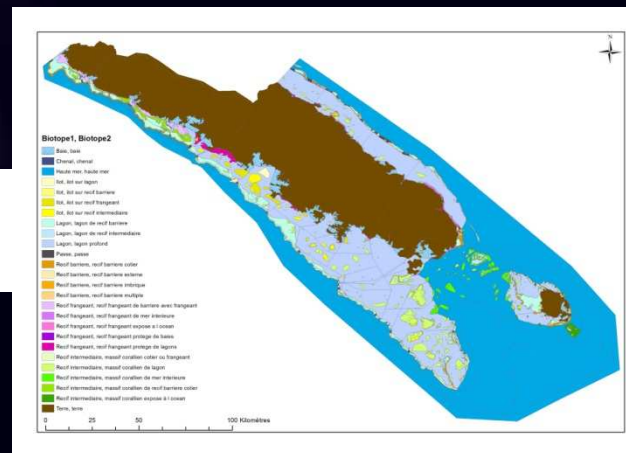 N
Biotope1, Biotope2
Baie, baie
Chenal, chenal
Haute mer, haute mer
Ilot, ilot sur lagon
Ilot, ilot sur recif barriere
Ilot, ilot sur recif frangeant
Ilot, ilot sur recif intermediaire
Lagon, lagon de recif barriere
Lagon, lagon de recif intermediaire
Lagon, lagon profond
Passe, passe
Recif barriere, recif barriere cotier
Recif barriere, recif barriere externe
Recif barriere, recif barriere imbrique
Recif barriere, recif barriere multiple
Recif frangeant, recif frangeant de barriere avec frangeant
Recif frangeant, recif frangeant de mer interieure
Recif frangeant, recif frangeant expose a l ocean
Recif frangeant, recif frangeant protege de baies
Recif frangeant, recif frangeant protege de lagons
Recif intermediaire, massif corallien cotier ou frangeant
Recif intermediaire, massif corallien de lagon
Recif intermediaire, massif corallien de mer interieure
Recif intermediaire, massif corallien de recif barriere cotier
Recif intermediaire, massif corallien expose a l ocean
Terre, terre
0 25 50 100 Kilomètres